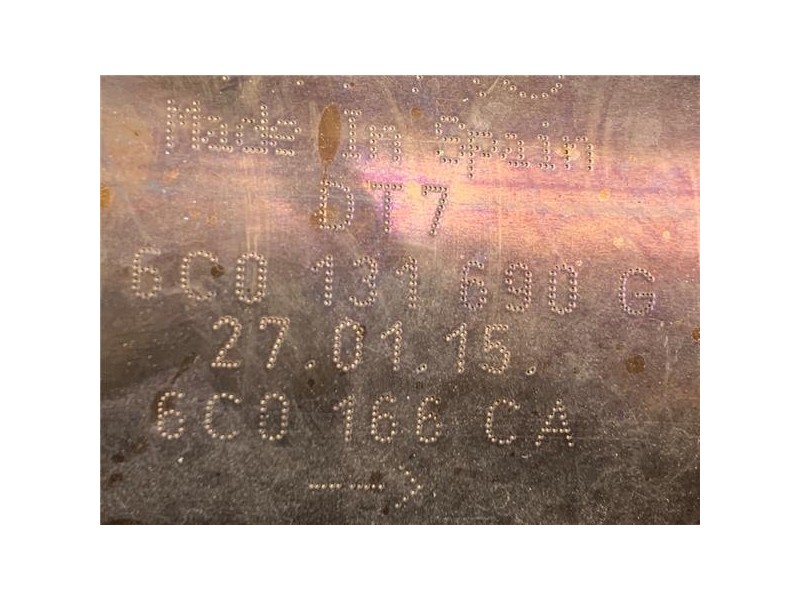 Made in Spain
DT7
6C0 131 690 G
27.01.15.
6C0 166 CA